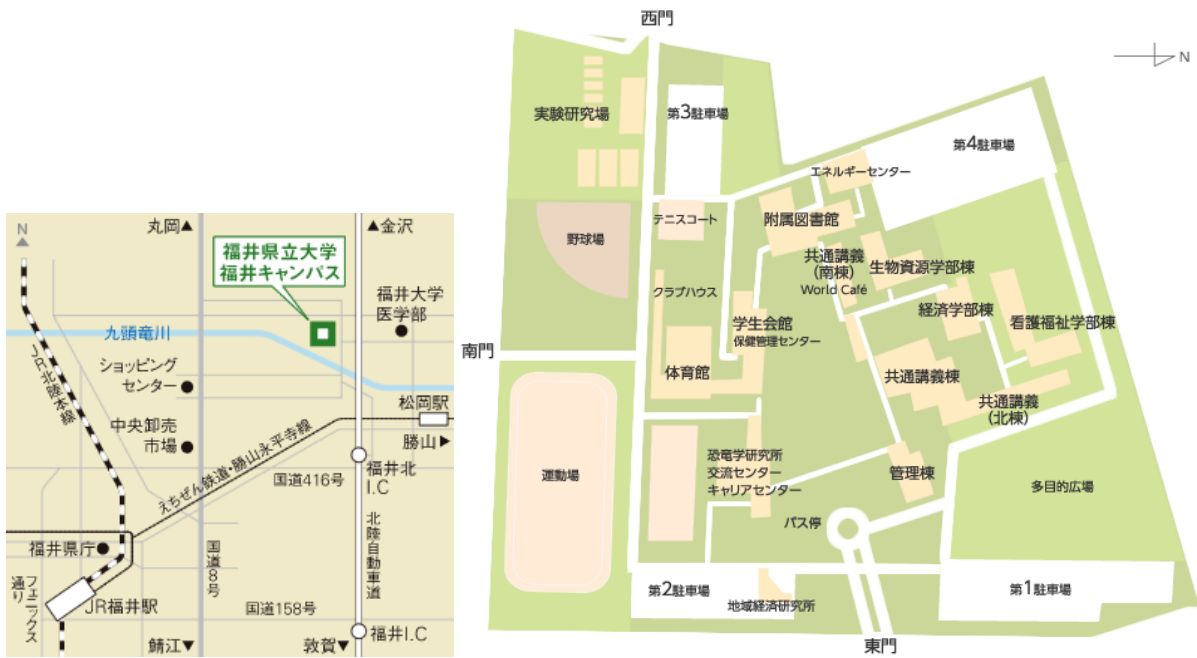 N
丸岡▲
▲金沢
福井県立大学
福井キャンパス
福井大学
医学部
九頭竜川
ショッピング
センター
JR北陸本線
中央卸売
市場
松岡駅
勝山▶
えちぜん鉄道・勝山永平寺線
福井北
I.C
国道416号
北陸自動車道
福井県庁
国道8号
フェニックス
通り
JR福井駅
国道158号
福井I.C
鯖江▼
敦賀▼
西門
N
実験研究場
第3駐車場
第4駐車場
エネルギーセンター
テニスコート
附属図書館
野球場
共通講義
(南棟)
World Café
生物資源学部棟
クラブハウス
経済学部棟
学生会館
保健管理センター
看護福祉学部棟
南門
体育館
共通講義棟
共通講義
(北棟)
恐竜学研究所
交流センター
キャリアセンター
管理棟
運動場
多目的広場
バス停
第2駐車場
地域経済研究所
第1駐車場
東門